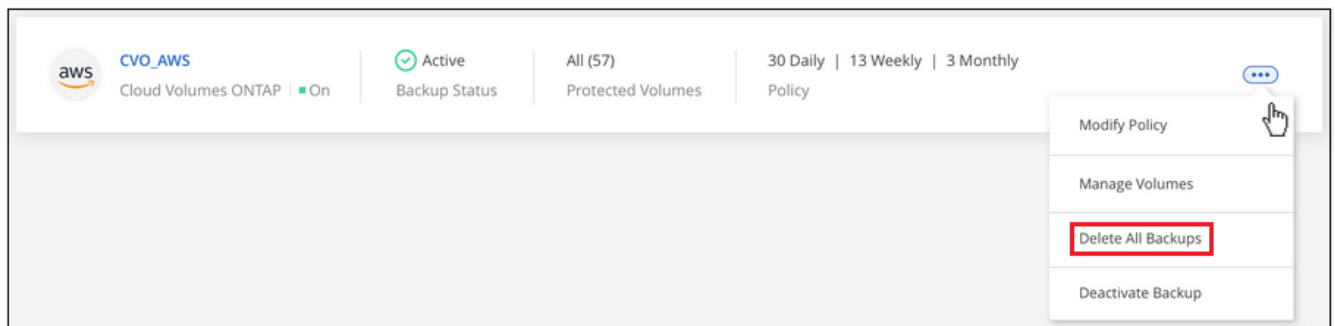 aws
CVO_AWS
Cloud Volumes ONTAP | On
Active
Backup Status
All (57)
Protected Volumes
30 Daily | 13 Weekly | 3 Monthly
Policy
Modify Policy
Manage Volumes
Delete All Backups
Deactivate Backup